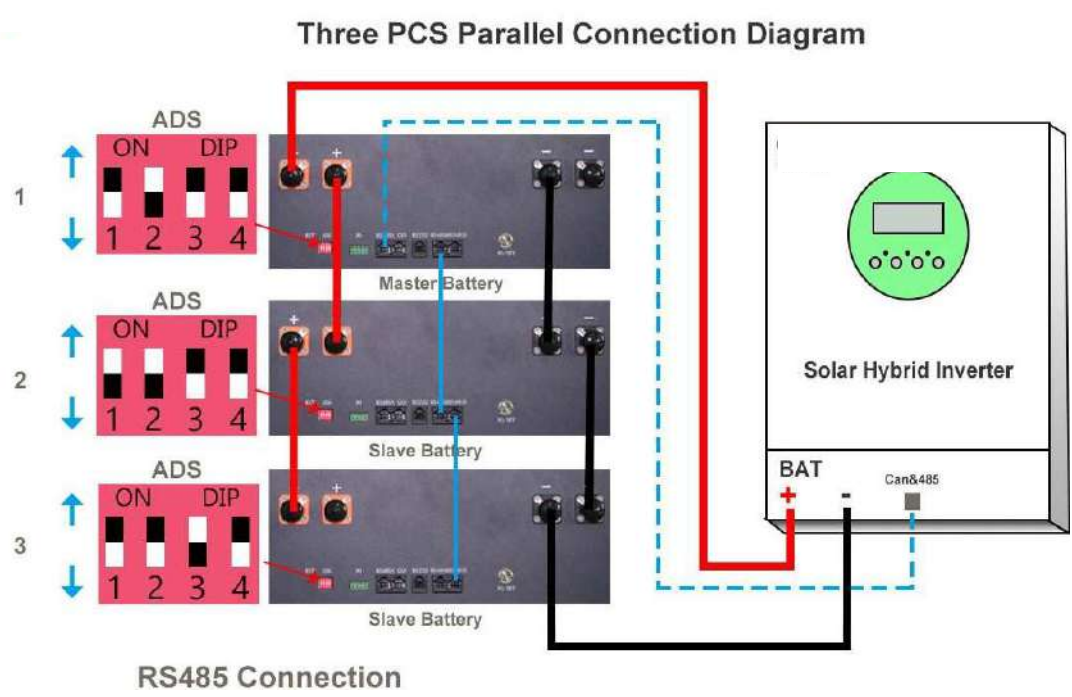 Three PCS Parallel Connection Diagram
ADS
ON DIP
1
1 2 3 4
+
- -
Master Battery
ADS
ON DIP
2
1 2 3 4
+
-
Slave Battery
ADS
ON DIP
3
1 2 3 4
+
-
Slave Battery
Solar Hybrid Inverter
BAT
+ -
Can&485
RS485 Connection